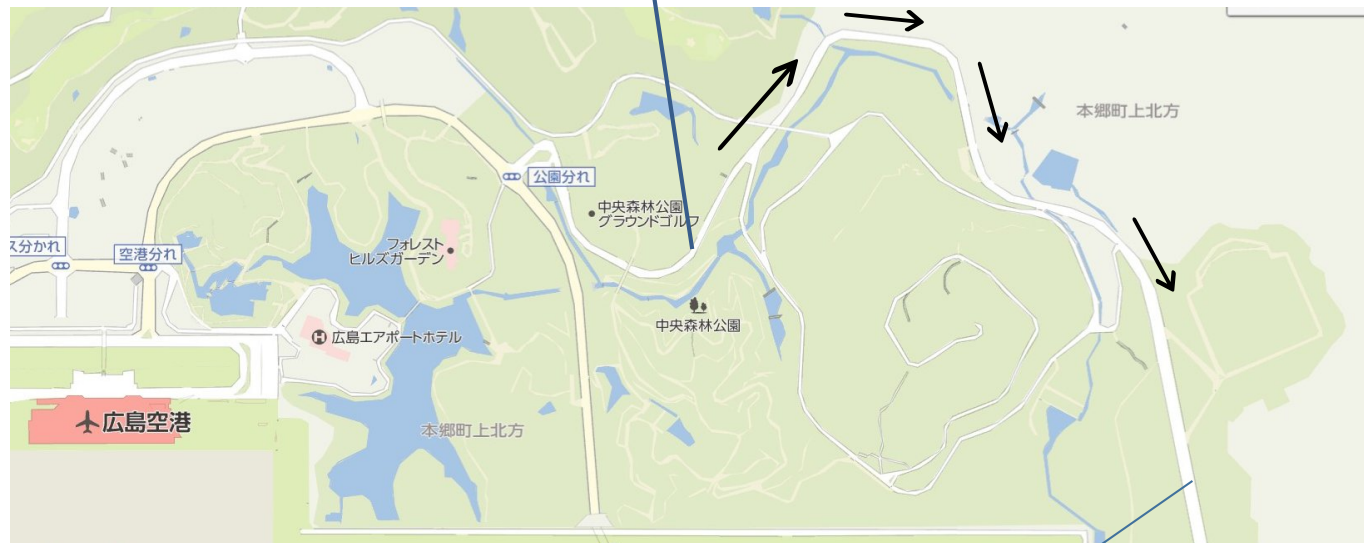 本郷町上北方
公園分れ
中央森林公園
グラウンドゴルフ
ス分かれ
空港分れ
フォレスト
ヒルズガーデン
中央森林公園
H 広島エアポートホテル
広島空港
本郷町上北方